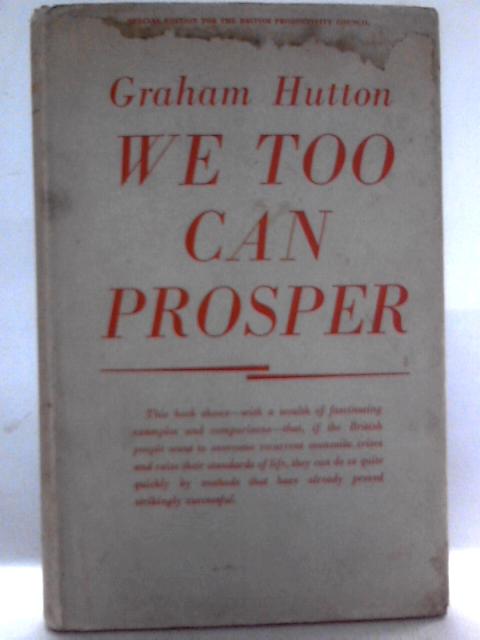 SPECIAL EDITION FOR THE BRITISH PRODUCTIVITY COUNCIL
Graham Hutton
WE TOO
CAN
PROSPER
This book shows—with a wealth of fascinating
examples and comparisons—that, if the British
people want to overcome recurrent economic crises
and raise their standards of life, they can do so quite
quickly by methods that have already proved
strikingly successful.